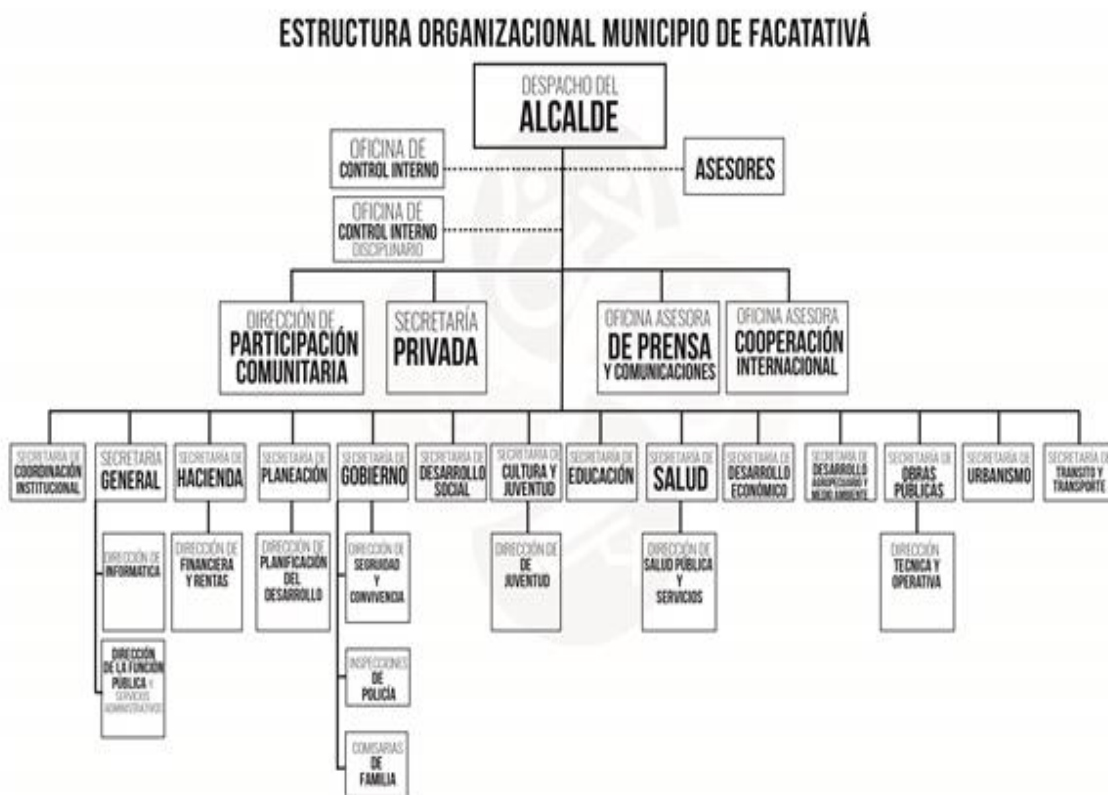 ESTRUCTURA ORGANIZACIONAL MUNICIPIO DE FACATATIVÁ
DESPACHO DEL
ALCALDE
OFICINA DE
CONTROL INTERNO
ASESORES
OFICINA DE
CONTROL INTERNO
DISCIPLINARIO
DIRECCIÓN DE
PARTICIPACIÓN
COMUNITARIA
SECRETARÍA
PRIVADA
OFICINA ASESORA
DE PRENSA
Y COMUNICACIONES
OFICINA ASESORA
COOPERACIÓN
INTERNACIONAL
SECRETARÍA DE
COORDINACIÓN
INSTITUCIONAL
SECRETARÍA
GENERAL
SECRETARÍA DE
HACIENDA
SECRETARÍA DE
PLANEACIÓN
SECRETARÍA DE
GOBIERNO
SECRETARÍA DE
DESARROLLO
SOCIAL
SECRETARÍA DE
CULTURA Y
JUVENTUD
SECRETARÍA DE
EDUCACIÓN
SECRETARÍA DE
SALUD
SECRETARÍA DE
DESARROLLO
ECONÓMICO
SECRETARÍA DE
DESARROLLO
AGROPECUARIO Y
MEDIO AMBIENTE
SECRETARÍA DE
OBRAS
PÚBLICAS
SECRETARÍA DE
URBANISMO
SECRETARÍA DE
TRANSITO Y
TRANSPORTE
DIRECCIÓN DE
INFORMATICA
DIRECCIÓN DE
FINANCIERA
Y RENTAS
DIRECCIÓN DE
PLANIFICACIÓN
DEL
DESARROLLO
DIRECCIÓN DE
SEGRUIDAD
Y
CONVIVENCIA
DIRECCIÓN DE
DE
JUVENTUD
DIRECCIÓN DE
SALUD PÚBLICA
Y
SERVICIOS
DIRECCIÓN
TECNICA Y
OPERATIVA
DIRECCIÓN
DE LA FUNCIÓN
PÚBLICA Y
SERVICIOS
ADMINISTRATIVOS
INSPECCIONES
DE
POLICÍA
COMISARIAS
DE
FAMILIA